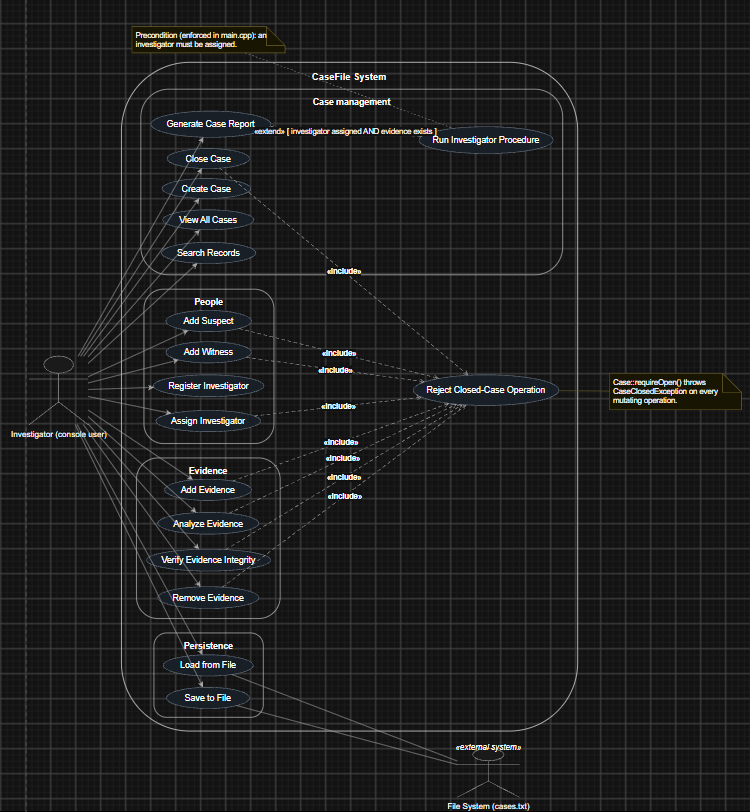 Precondition (enforced in main.cpp): an
investigator must be assigned.
CaseFile System
Case management
Generate Case Report
«extend» [ investigator assigned AND evidence exists ]
Run Investigator Procedure
Close Case
Create Case
View All Cases
Search Records
«include»
People
Add Suspect
Add Witness
«include»
«include»
Register Investigator
Reject Closed-Case Operation
Case::requireOpen() throws
CaseClosedException on every
mutating operation.
«include»
Assign Investigator
Investigator (console user)
«include»
«include»
Evidence
Add Evidence
«include»
«include»
Analyze Evidence
Verify Evidence Integrity
Remove Evidence
Persistence
Load from File
Save to File
«external system»
File System (cases.txt)